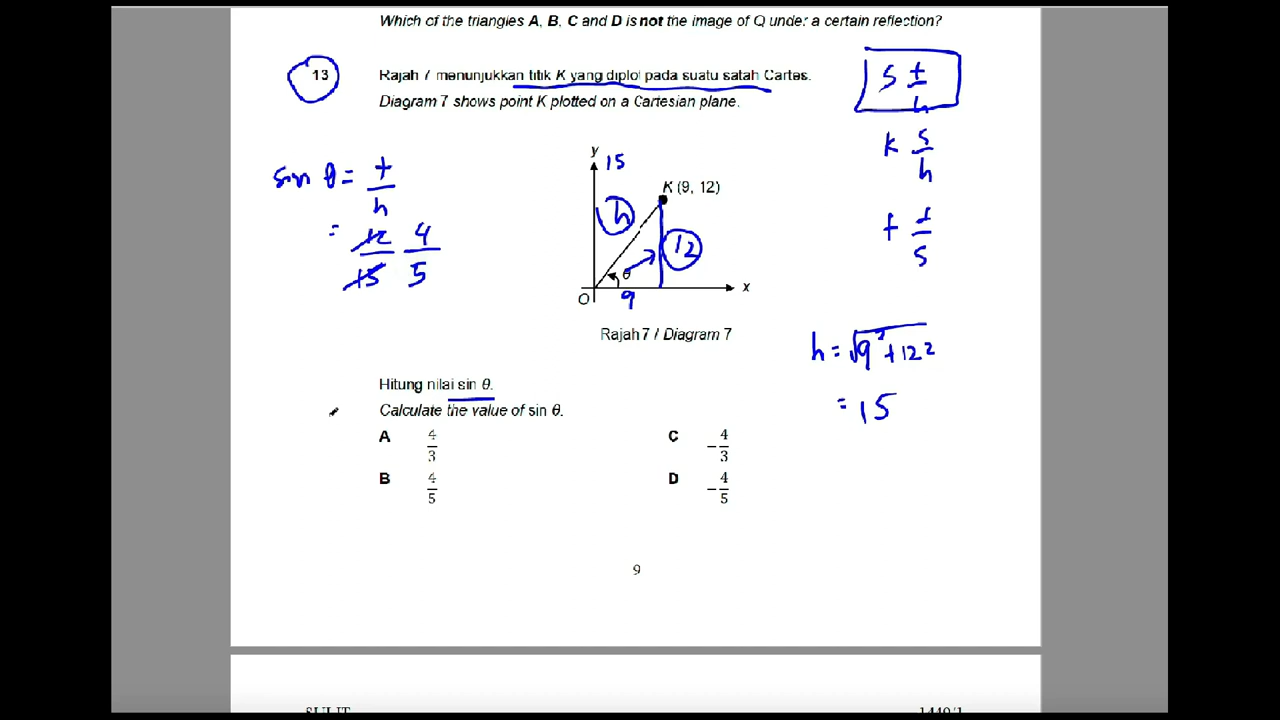 Which of the triangles A, B, C and D is not the image of Q under a certain reflection?
13 Rajah 7 menunjukkan titik K yang diplot pada suatu satah Cartes.
Diagram 7 shows point K plotted on a Cartesian plane.
s t/h
k s/h
t t/s
sin θ = t/h
= 12/15 4/5
y
15
K (9, 12)
h
12
θ
O
9
x
Rajah 7 / Diagram 7
h = √9² + 12²
= 15
Hitung nilai sin θ.
Calculate the value of sin θ.
A 4/3
C -4/3
B 4/5
D -4/5
9
SULIT 1449/1